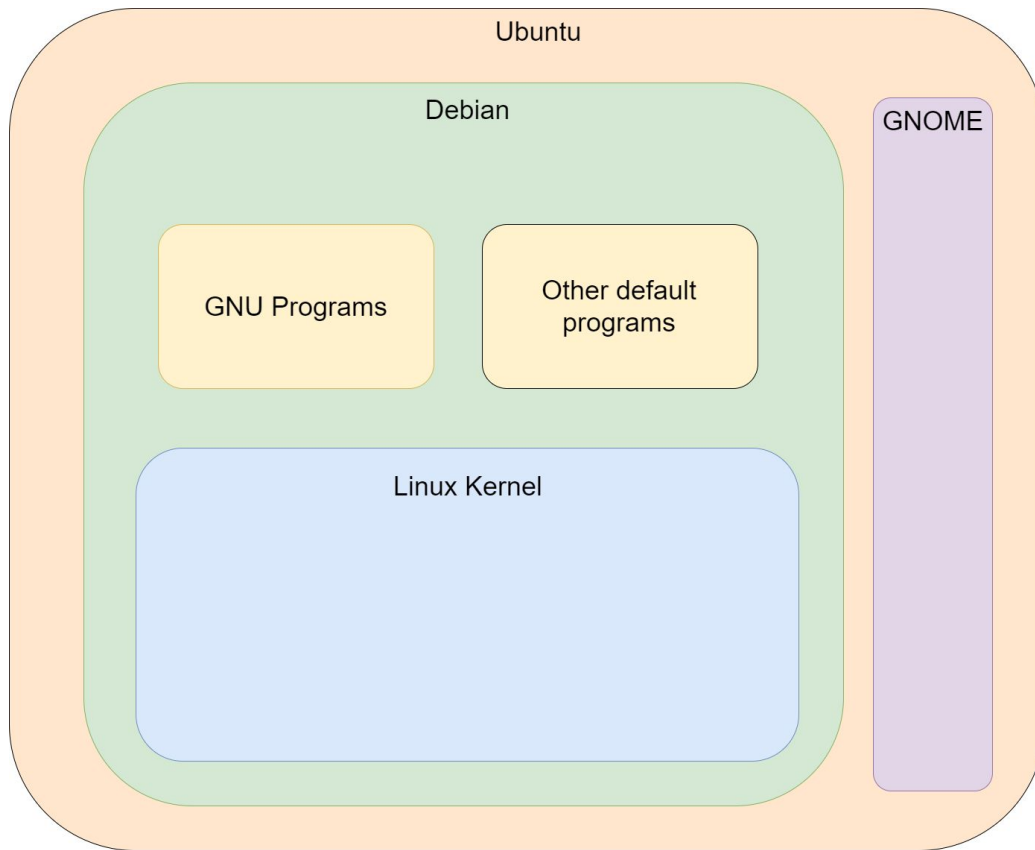 Ubuntu
Debian
GNOME
GNU Programs
Other default
programs
Linux Kernel